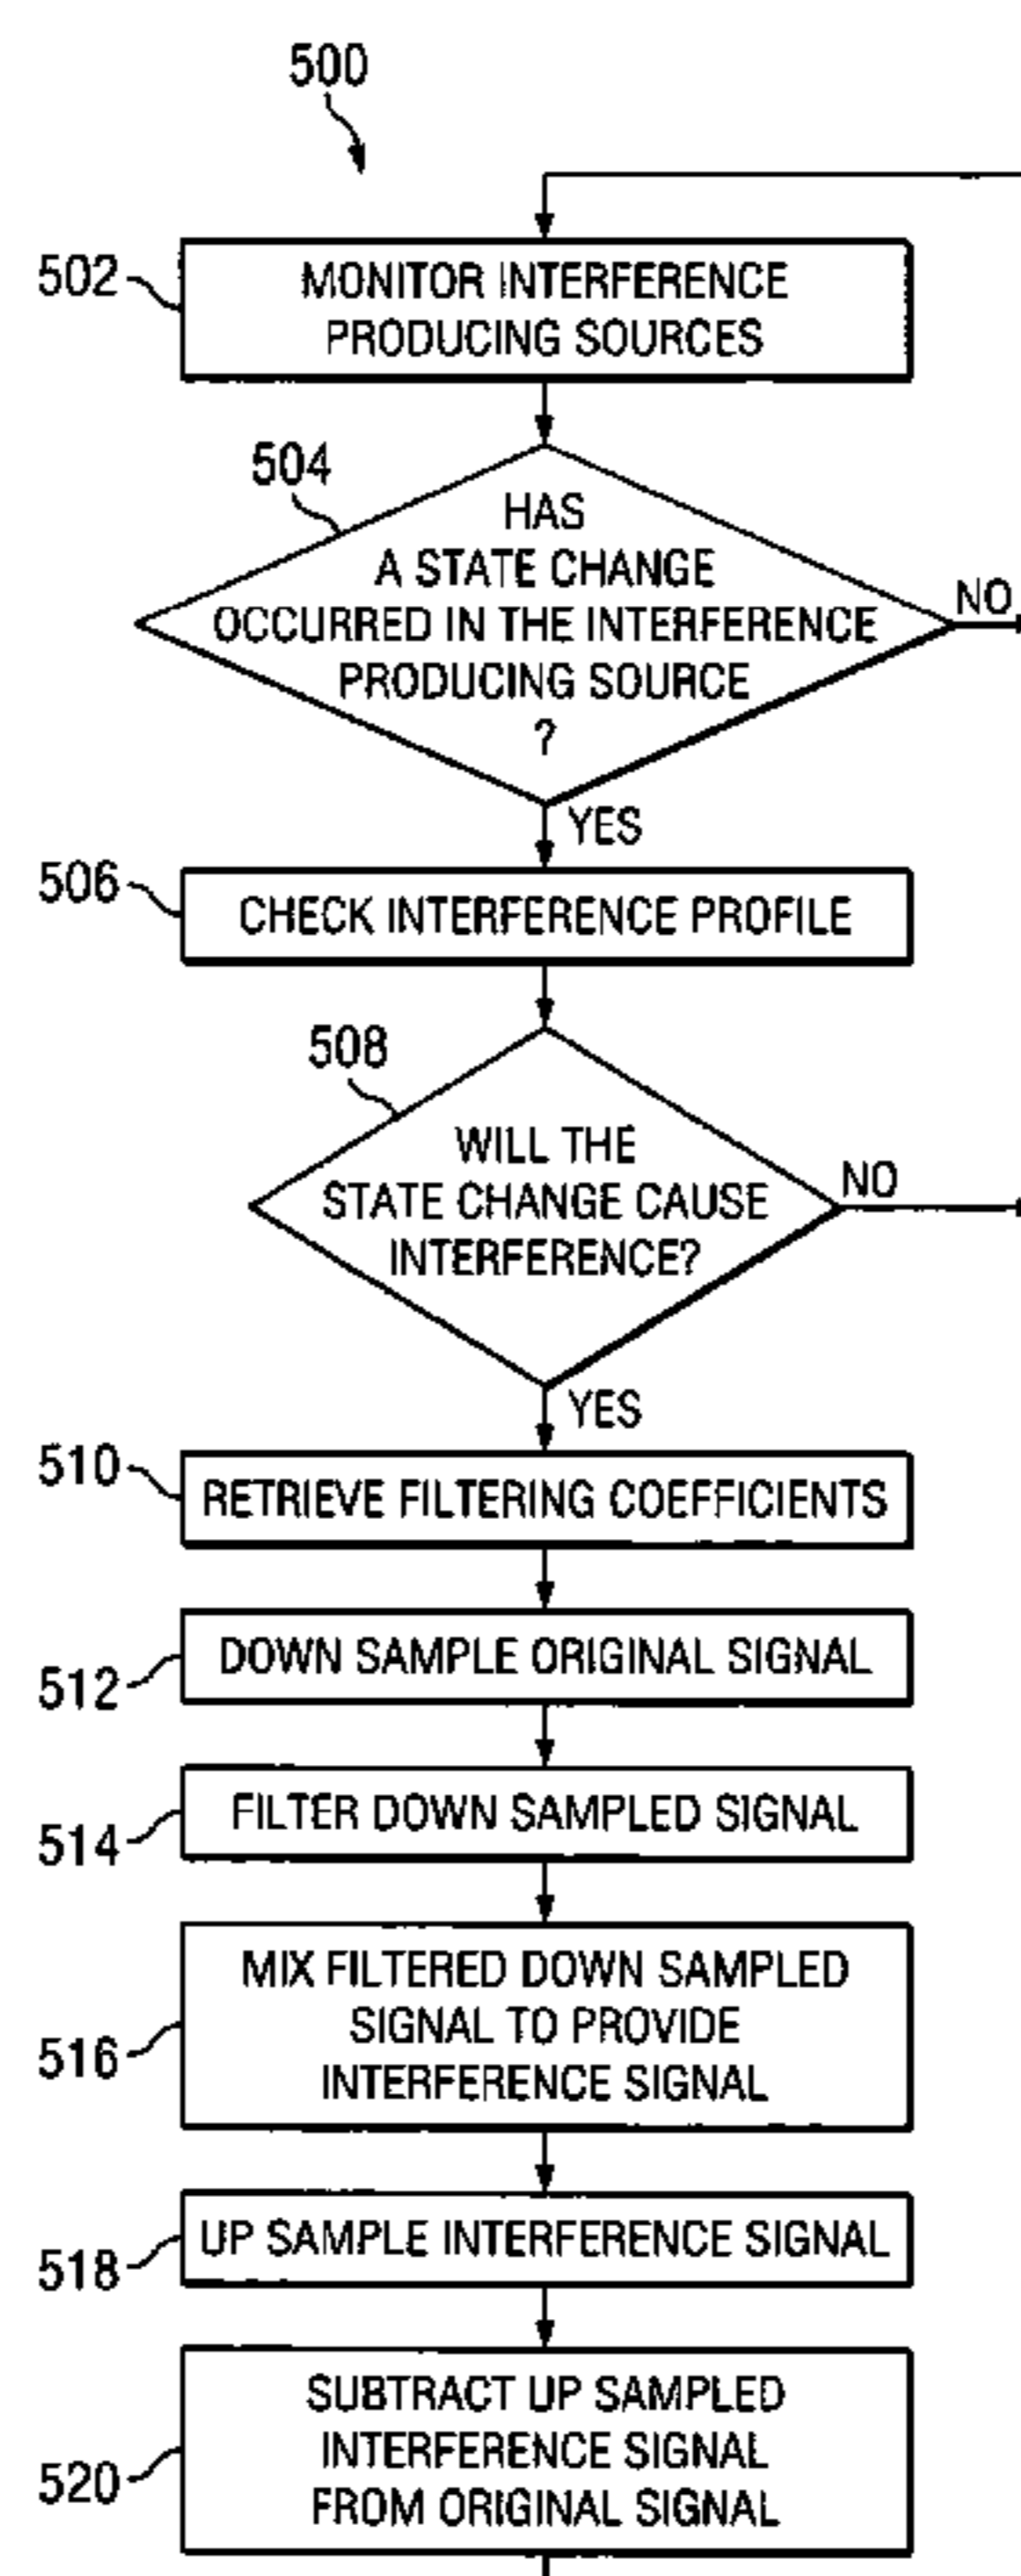 500
502
MONITOR INTERFERENCE
PRODUCING SOURCES
504
HAS
A STATE CHANGE
OCCURRED IN THE INTERFERENCE
PRODUCING SOURCE
?
NO
YES
506
CHECK INTERFERENCE PROFILE
508
WILL THE
STATE CHANGE CAUSE
INTERFERENCE?
NO
YES
510
RETRIEVE FILTERING COEFFICIENTS
512
DOWN SAMPLE ORIGINAL SIGNAL
514
FILTER DOWN SAMPLED SIGNAL
516
MIX FILTERED DOWN SAMPLED
SIGNAL TO PROVIDE
INTERFERENCE SIGNAL
518
UP SAMPLE INTERFERENCE SIGNAL
520
SUBTRACT UP SAMPLED
INTERFERENCE SIGNAL
FROM ORIGINAL SIGNAL